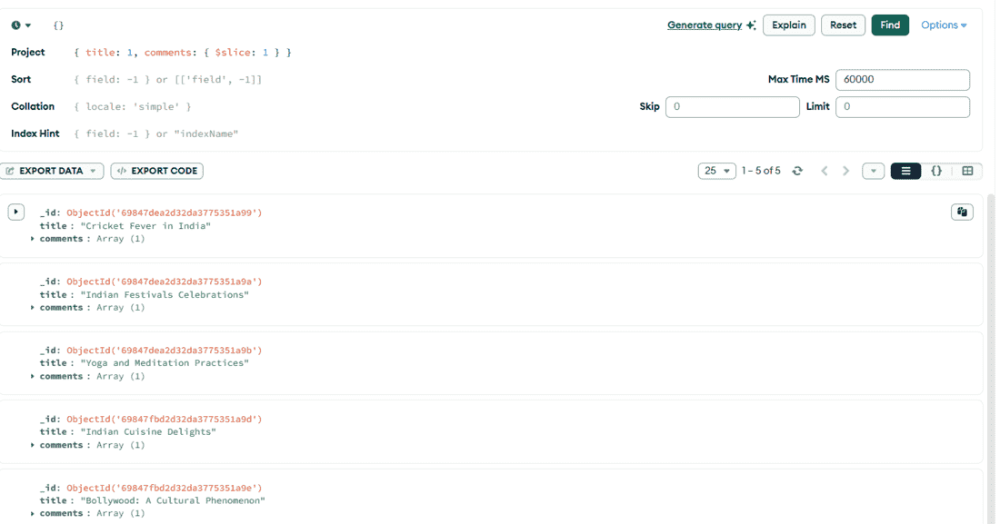 {}
Generate query
Explain
Reset
Find
Options
Project { title: 1, comments: { $slice: 1 } }
Sort { field: -1 } or [['field', -1]]
Max Time MS 60000
Collation { locale: 'simple' }
Skip 0 Limit 0
Index Hint { field: -1 } or "indexName"
EXPORT DATA
</> EXPORT CODE
25
1 – 5 of 5
{}
_id: ObjectId('69847dea2d32da3775351a99')
title : "Cricket Fever in India"
comments : Array (1)
_id: ObjectId('69847dea2d32da3775351a9a')
title : "Indian Festivals Celebrations"
comments : Array (1)
_id: ObjectId('69847dea2d32da3775351a9b')
title : "Yoga and Meditation Practices"
comments : Array (1)
_id: ObjectId('69847fbd2d32da3775351a9d')
title : "Indian Cuisine Delights"
comments : Array (1)
_id: ObjectId('69847fbd2d32da3775351a9e')
title : "Bollywood: A Cultural Phenomenon"
comments : Array (1)